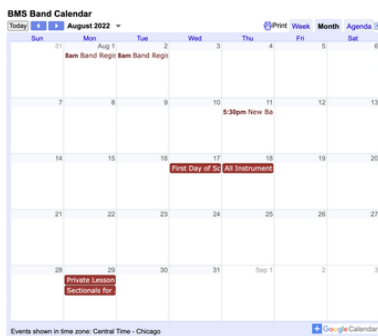 BMS Band Calendar
Today August 2022 Print Week Month Agenda
Sun Mon Tue Wed Thu Fri Sat
31 Aug 1 2 3 4 5 6
8am Band Regis 8am Band Regis
7 8 9 10 11 12 13
5:30pm New Ba
14 15 16 17 18 19 20
First Day of Sc All Instrument
21 22 23 24 25 26 27
28 29 30 31 Sep 1 2 3
Private Lesson
Sectionals for
Events shown in time zone: Central Time - Chicago
Google Calendar